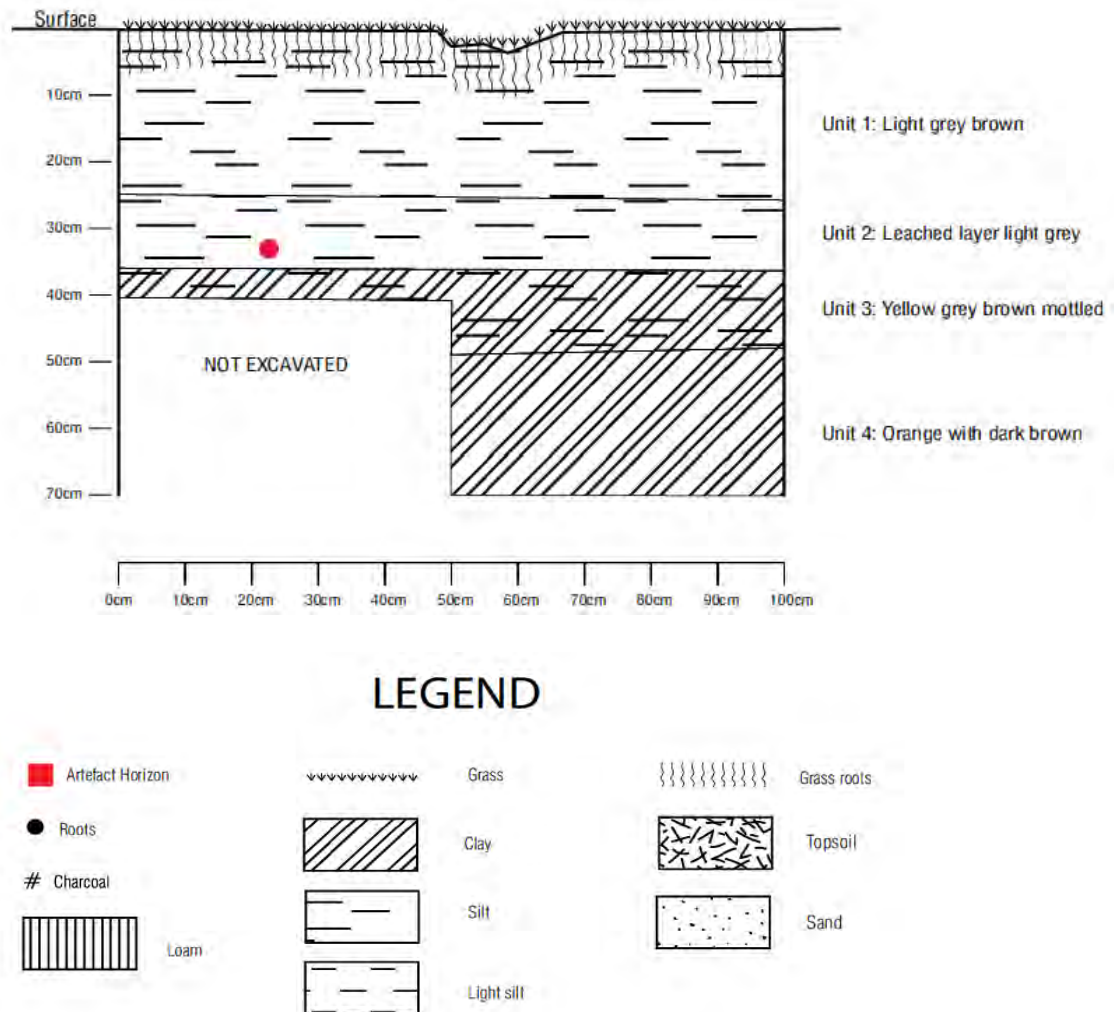 Surface
10cm
20cm
30cm
40cm
50cm
60cm
70cm
Unit 1: Light grey brown
Unit 2: Leached layer light grey
Unit 3: Yellow grey brown mottled
Unit 4: Orange with dark brown
NOT EXCAVATED
0cm 10cm 20cm 30cm 40cm 50cm 60cm 70cm 80cm 90cm 100cm
LEGEND
Artefact Horizon
Grass
Grass roots
Roots
Clay
Topsoil
# Charcoal
Silt
Sand
Loam
Light silt